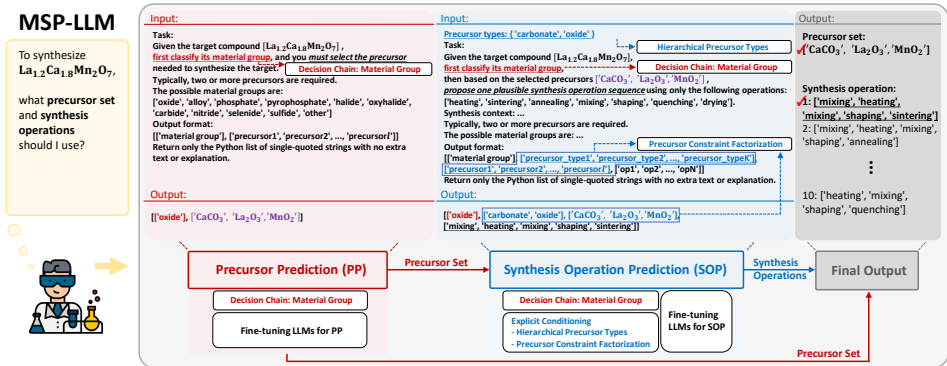 MSP-LLM
To synthesize
La₁.₂Ca₁.₈Mn₂O₇,
what precursor set
and synthesis
operations
should I use?
Input:
Task:
Given the target compound [La₁.₂Ca₁.₈Mn₂O₇] ,
first classify its material group, and you must select the precursor
needed to synthesize the target.
Decision Chain: Material Group
Typically, two or more precursors are required.
The possible material groups are:
['oxide', 'alloy', 'phosphate', 'pyrophosphate', 'halide', 'oxyhalide',
'carbide', 'nitride', 'selenide', 'sulfide', 'other']
Output format:
[['material group'], ['precursor1', 'precursor2', ..., 'precursorl']]
Return only the Python list of single-quoted strings with no extra
text or explanation.
Output:
[['oxide'], ['CaCO₃', 'La₂O₃', 'MnO₂']]
Input:
Precursor types: {'carbonate', 'oxide'}
Task:
Hierarchical Precursor Types
Given the target compound [La₁.₂Ca₁.₈Mn₂O₇] ,
first classify its material group,
Decision Chain: Material Group
then based on the selected precursors ['CaCO₃', 'La₂O₃', 'MnO₂'] ,
propose one plausible synthesis operation sequence using only the following operations:
[heating, sintering, annealing, mixing, shaping, quenching, drying].
Synthesis context: ...
Typically, two or more precursors are required.
The possible material groups are: ...
Output format:
Precursor Constraint Factorization
[['material group'], ['precursor_type1', 'precursor_type2', ..., 'precursor_typeK'],
['precursor1', 'precursor2', ..., 'precursorl'], ['op1', 'op2', ..., 'opN']]
Return only the Python list of single-quoted strings with no extra text or explanation.
Output:
[['oxide'], ['carbonate', 'oxide'], ['CaCO₃', 'La₂O₃', 'MnO₂'],
['mixing', 'heating', 'mixing', 'shaping', 'sintering']]
Output:
Precursor set:
['CaCO₃', 'La₂O₃', 'MnO₂']
Synthesis operation:
1: ['mixing, heating,
'mixing, shaping', 'sintering']
2: ['mixing', 'heating', 'mixing',
'shaping', 'annealing']
⋮
10: ['heating', 'mixing',
'shaping', 'quenching']
Precursor Prediction (PP)
Precursor Set
Synthesis Operation Prediction (SOP)
Synthesis
Operations
Final Output
Decision Chain: Material Group
Fine-tuning LLMs for PP
Decision Chain: Material Group
Explicit Conditioning
- Hierarchical Precursor Types
- Precursor Constraint Factorization
Fine-tuning
LLMs for SOP
Precursor Set